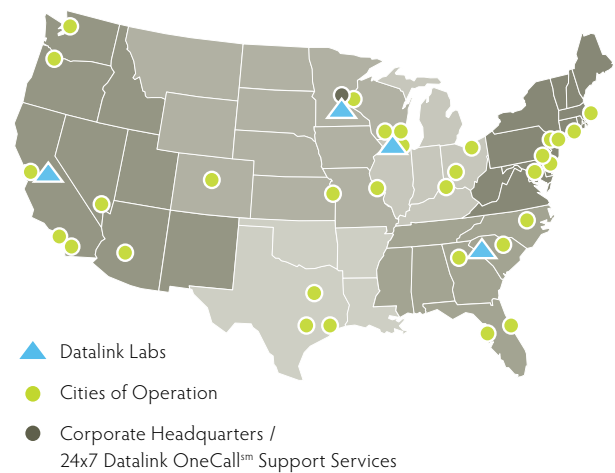 Datalink Labs
Cities of Operation
Corporate Headquarters /
24x7 Datalink OneCall℠ Support Services